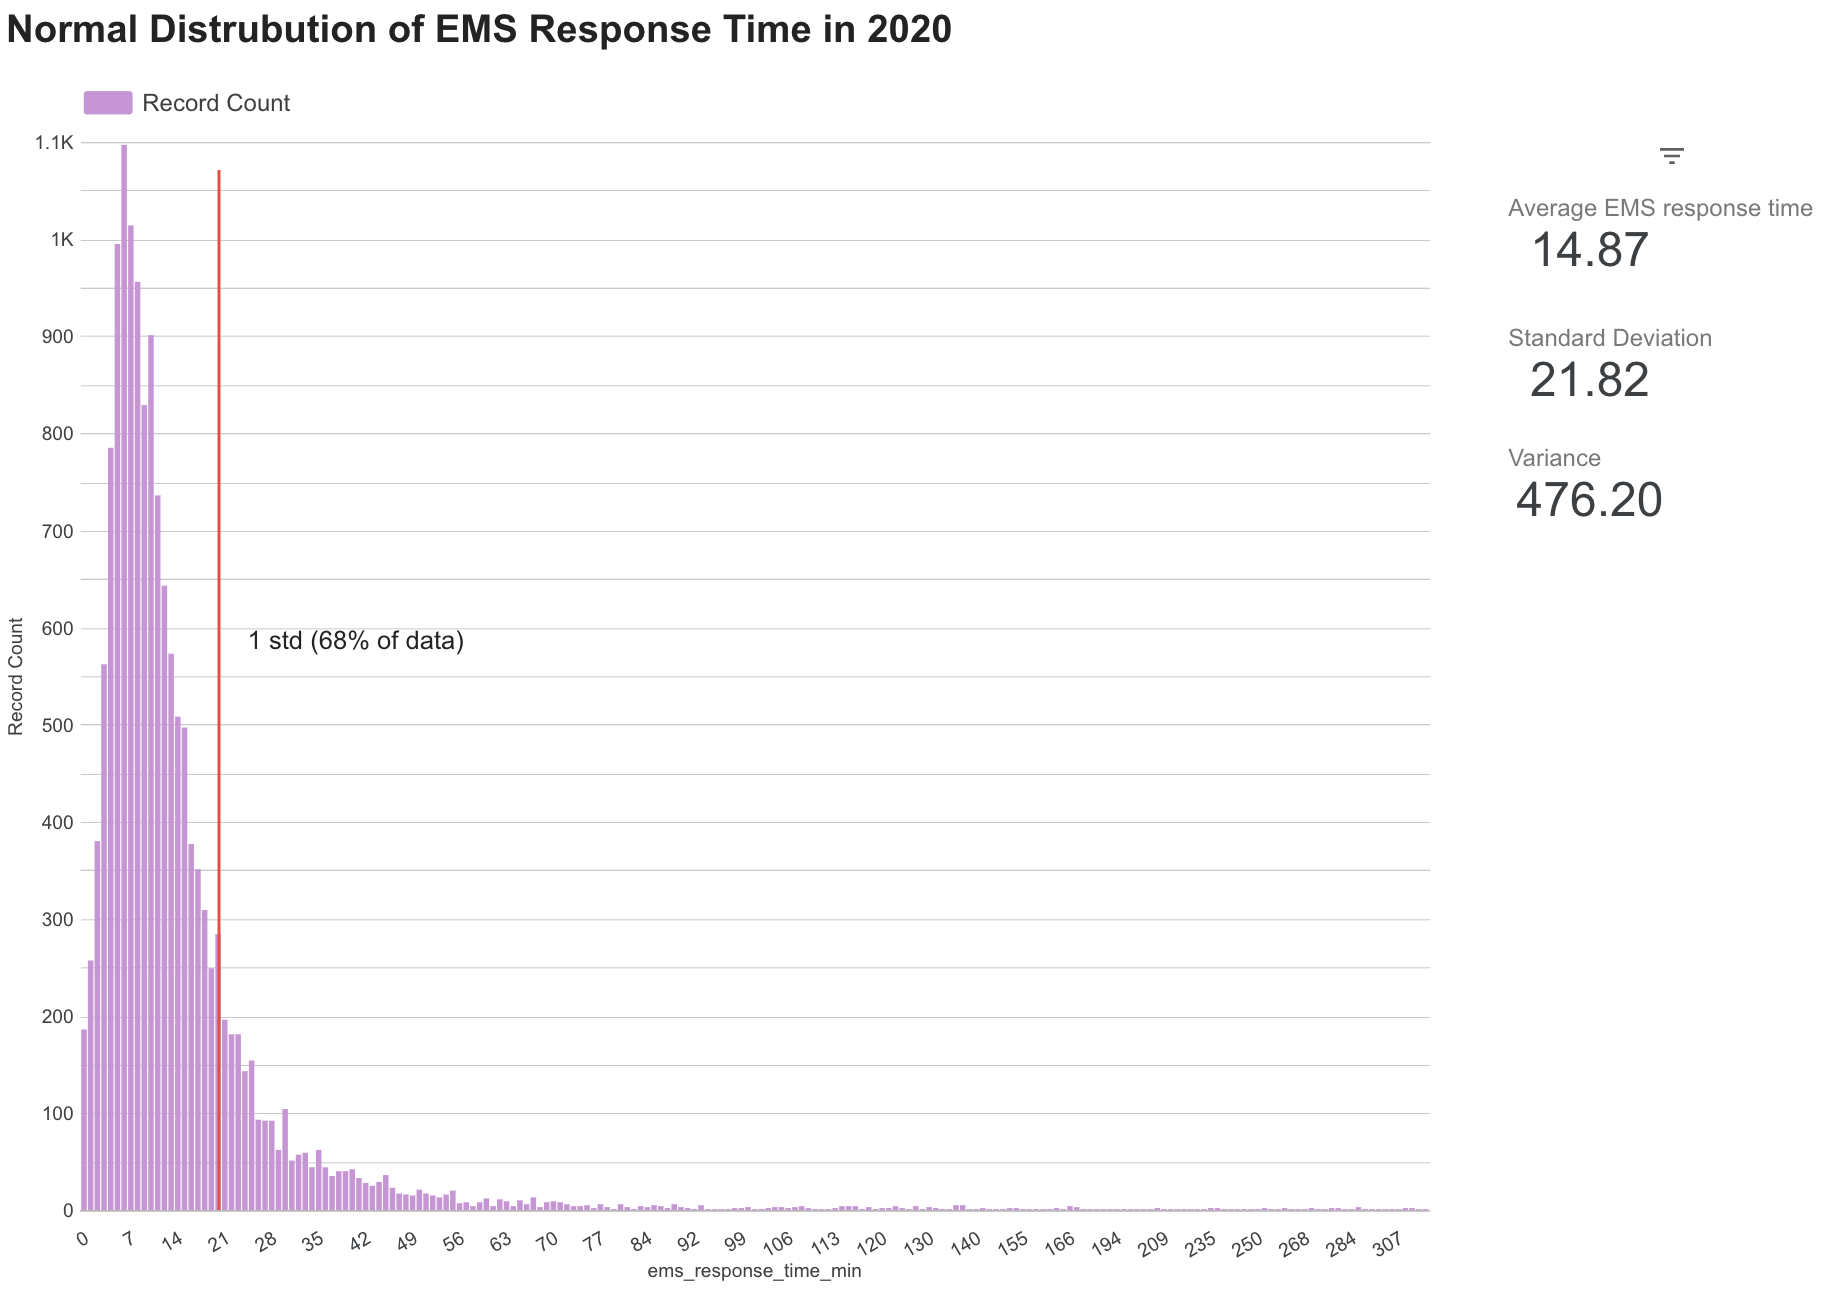 Normal Distrubution of EMS Response Time in 2020
Record Count
1.1K
1K
900
800
700
600
500
400
300
200
100
0
Record Count
1 std (68% of data)
0 7 14 21 28 35 42 49 56 63 70 77 84 92 99 106 113 120 130 140 155 166 194 209 235 250 268 284 307
ems_response_time_min
Average EMS response time
14.87
Standard Deviation
21.82
Variance
476.20